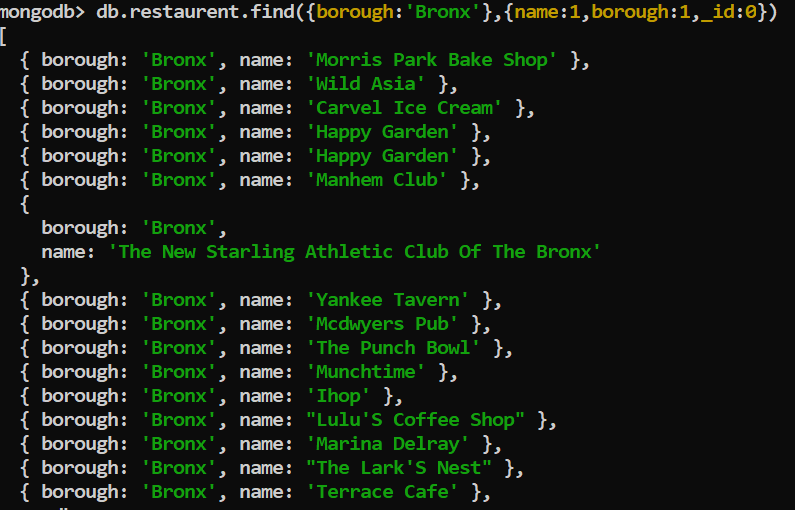 mongodb> db.restaurent.find({borough:'Bronx'},{name:1,borough:1,_id:0})
[
  { borough: 'Bronx', name: 'Morris Park Bake Shop' },
  { borough: 'Bronx', name: 'Wild Asia' },
  { borough: 'Bronx', name: 'Carvel Ice Cream' },
  { borough: 'Bronx', name: 'Happy Garden' },
  { borough: 'Bronx', name: 'Happy Garden' },
  { borough: 'Bronx', name: 'Manhem Club' },
  {
    borough: 'Bronx',
    name: 'The New Starling Athletic Club Of The Bronx'
  },
  { borough: 'Bronx', name: 'Yankee Tavern' },
  { borough: 'Bronx', name: 'Mcdwyers Pub' },
  { borough: 'Bronx', name: 'The Punch Bowl' },
  { borough: 'Bronx', name: 'Munchtime' },
  { borough: 'Bronx', name: 'Ihop' },
  { borough: 'Bronx', name: "Lulu'S Coffee Shop" },
  { borough: 'Bronx', name: 'Marina Delray' },
  { borough: 'Bronx', name: "The Lark'S Nest" },
  { borough: 'Bronx', name: 'Terrace Cafe' },